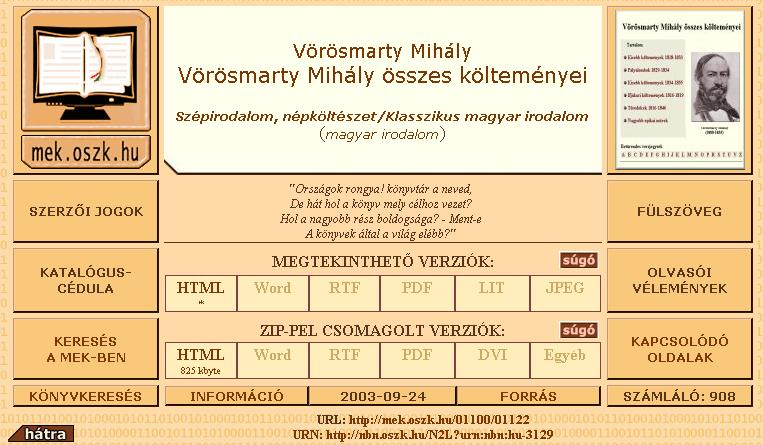 mek.oszk.hu
Vörösmarty Mihály
Vörösmarty Mihály összes költeményei
Szépirodalom, népköltészet/Klasszikus magyar irodalom
(magyar irodalom)
Vörösmarty Mihály összes költeményei
Tartalom:
Kisebb költemények
"Országok rongya! könyvtár a neved,
De hát hol a könyv mely célhoz vezet?
Hol a nagyobb rész boldogsága? - Ment-e
A könyvek által a világ elébb?"
SZERZŐI JOGOK
FÜLSZÖVEG
KATALÓGUS-
CÉDULA
MEGTEKINTHETŐ VERZIÓK:
súgó
HTML Word RTF PDF LIT JPEG
*
OLVASÓI
VÉLEMÉNYEK
KERESÉS
A MEK-BEN
ZIP-PEL CSOMAGOLT VERZIÓK:
súgó
HTML Word RTF PDF DVI Egyéb
825 kbyte
KAPCSOLÓDÓ
OLDALAK
KÖNYVKERESÉS INFORMÁCIÓ 2003-09-24 FORRÁS SZÁMLÁLÓ: 908
hátra
URL: http://mek.oszk.hu/01100/01122
URN: http://nbn.oszk.hu/N2L?urn:nbn:hu-3129